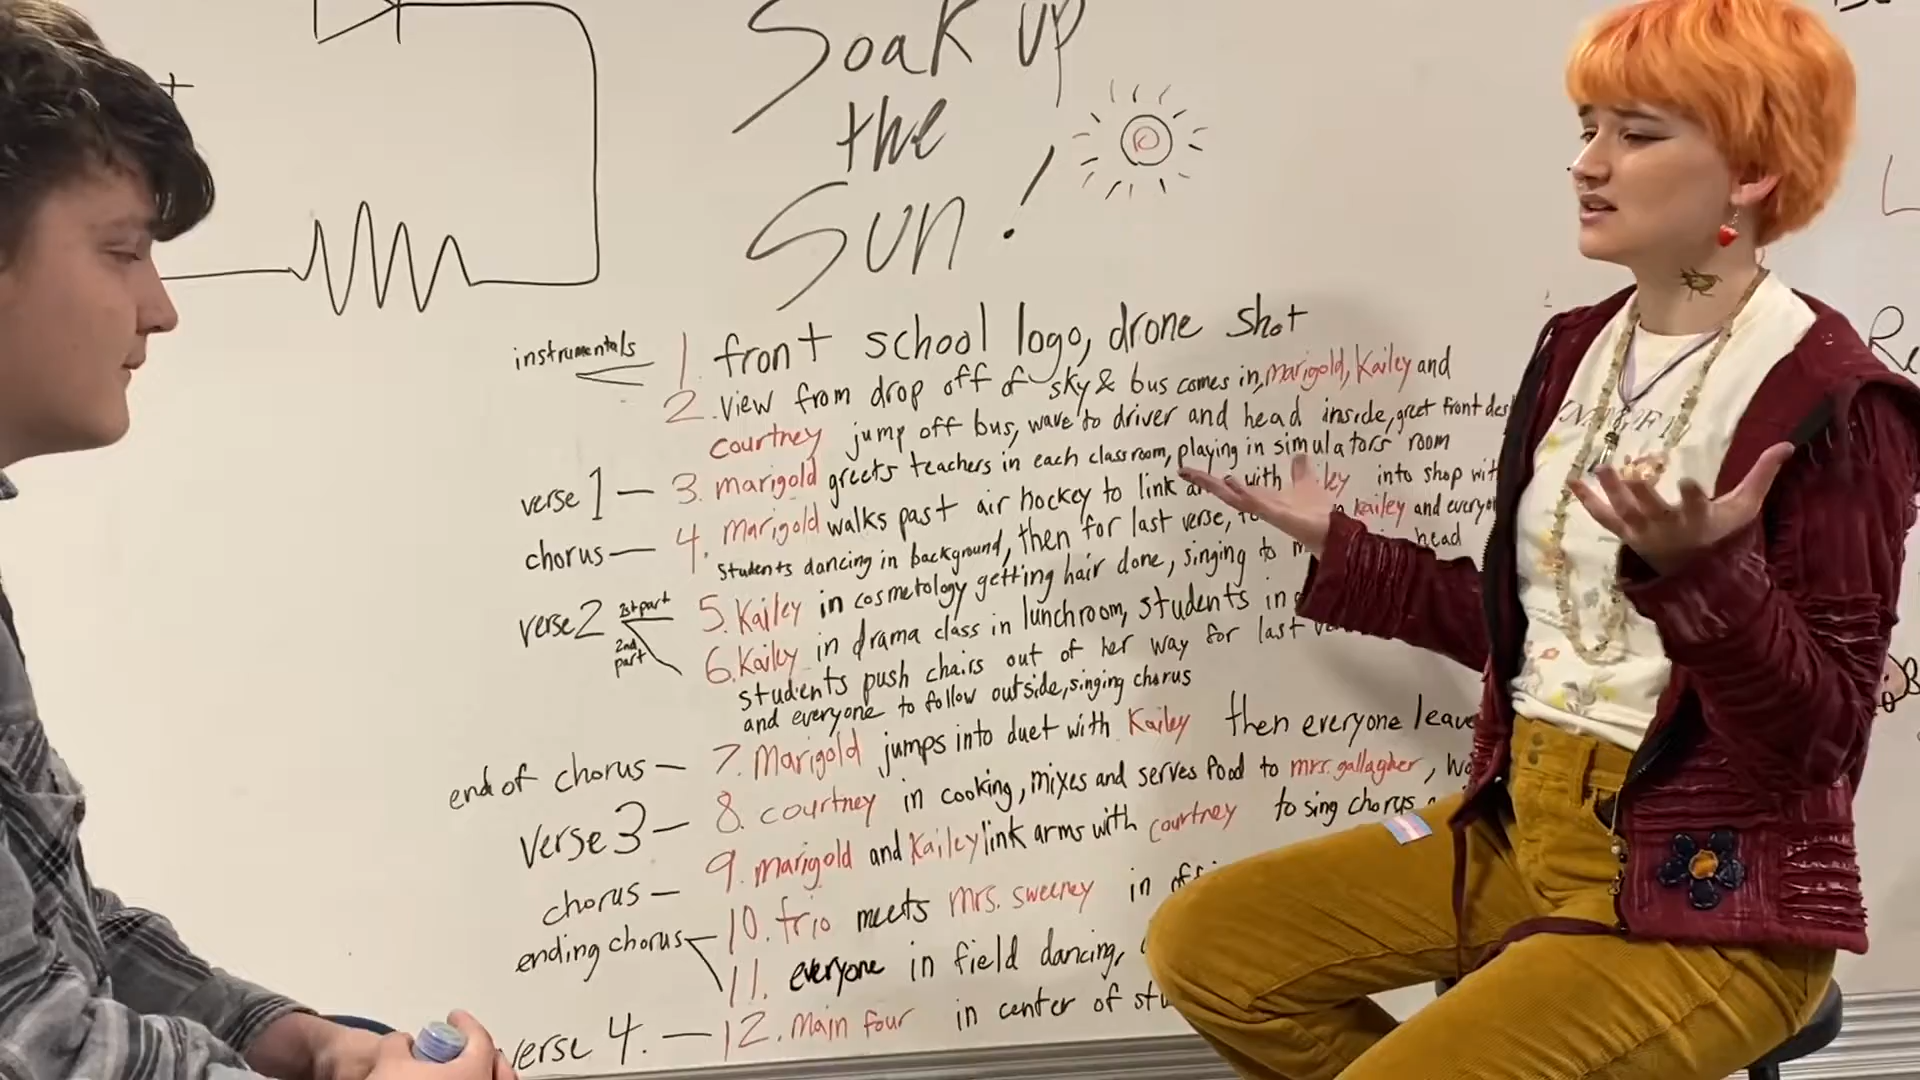 Soak up
the
Sun!
instrumentals 1. front school logo, drone shot
2. view from drop off of sky & bus comes in, Marigold, Kailey and
courtney jump off bus, wave to driver and head inside, greet front
verse 1 — 3. Marigold greets teachers in each classroom, playing in simulators room
chorus — 4. Marigold walks past air hockey to link with into shop
students dancing in background, then for last verse, Kailey and
verse 2 1st part 5. Kailey in cosmetology getting hair done, singing to head
2nd part 6. Kailey in drama class in lunchroom, students in
students push chairs out of her way for last
and everyone to follow outside, singing chorus
end of chorus — 7. Marigold jumps into duet with Kailey then everyone
verse 3 — 8. courtney in cooking, mixes and serves food to mrs. gallagher,
chorus — 9. marigold and Kailey link arms with courtney to sing chorus
ending chorus 10. trio meets mrs. sweeney in
11. everyone in field dancing,
verse 4. — 12. main four in center of